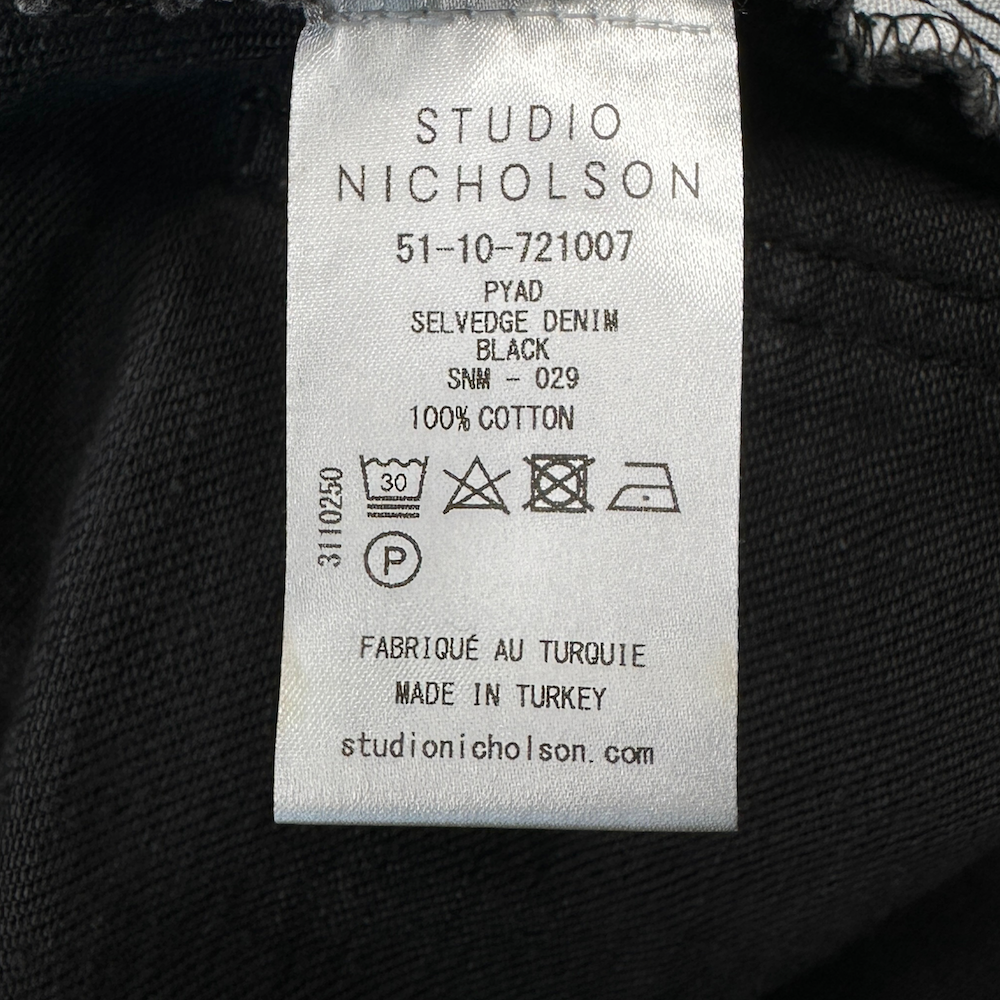 STUDIO
NICHOLSON
51-10-721007
PYAD
SELVEDGE DENIM
BLACK
SNM - 029
100% COTTON
3110250
30
P
FABRIQUÉ AU TURQUIE
MADE IN TURKEY
studionicholson.com